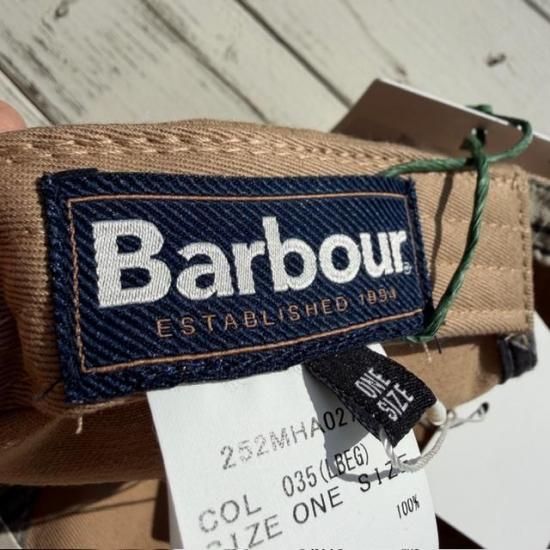 Barbour®
ESTABLISHED 1894
ONE
SIZE
252MHA02
COL 035(LBEG)
SIZE ONE SIZE
100%